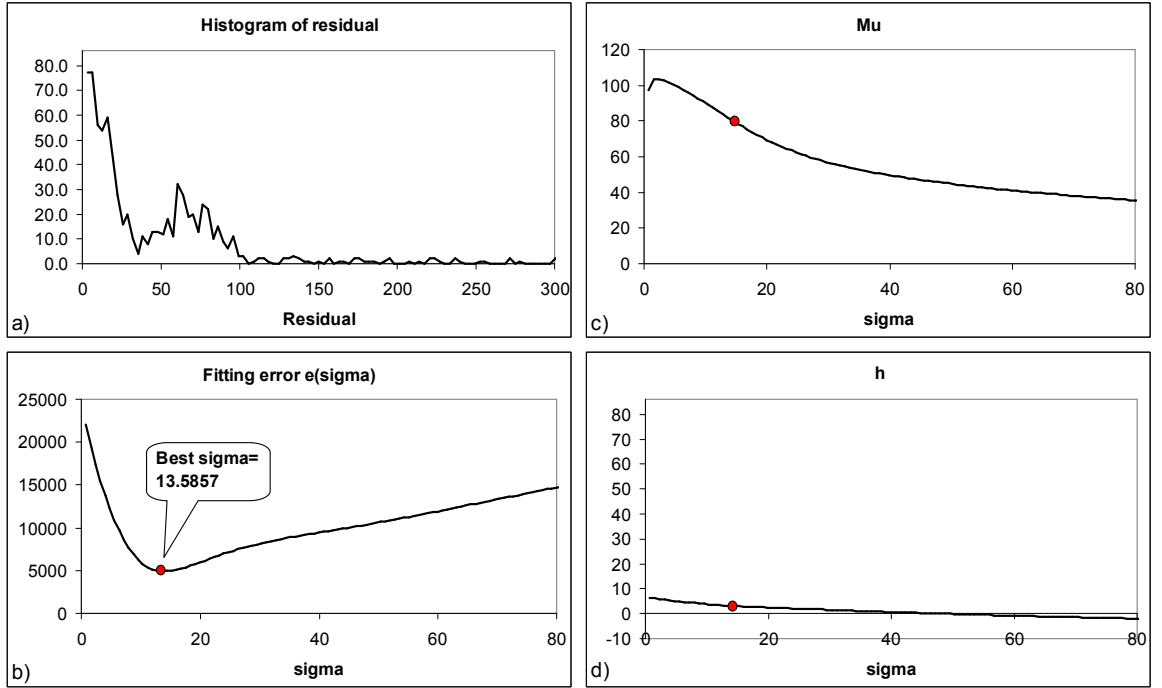 Histogram of residual
80.0
70.0
60.0
50.0
40.0
30.0
20.0
10.0
0.0
0 50 100 150 200 250 300
Residual
a)
Fitting error e(sigma)
25000
20000
15000
10000
5000
0
Best sigma=
13.5857
0 20 40 60 80
sigma
b)
Mu
120
100
80
60
40
20
0
0 20 40 60 80
sigma
c)
h
80
70
60
50
40
30
20
10
0
-10
0 20 40 60 80
sigma
d)